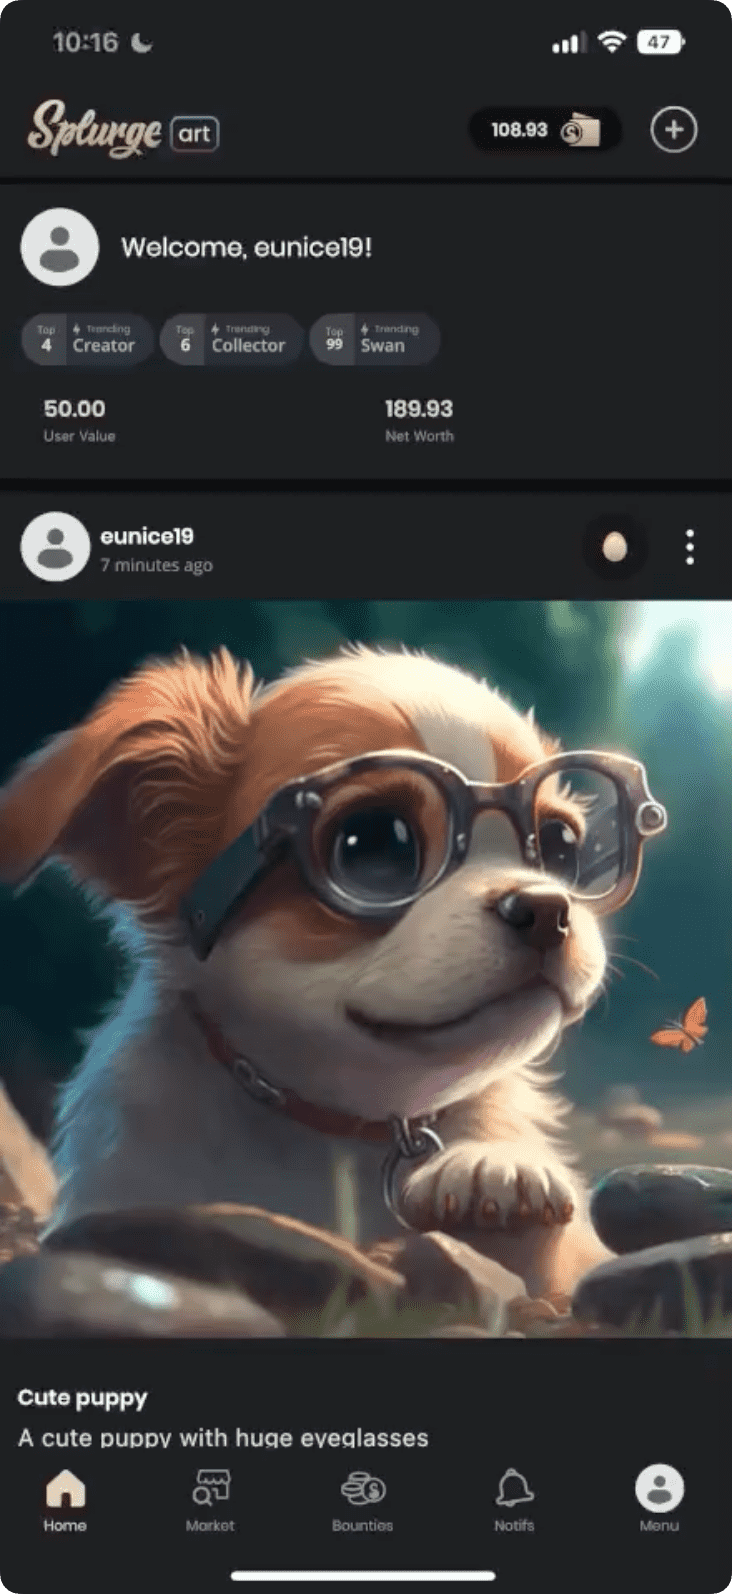 10:16
47
Splurge art
108.93
Welcome, eunice19!
Top 4 Trending Creator
Top 6 Trending Collector
Top 99 Trending Swan
50.00
User Value
189.93
Net Worth
eunice19
7 minutes ago
Cute puppy
A cute puppy with huge eyeglasses
Home
Market
Bounties
Notifs
Menu